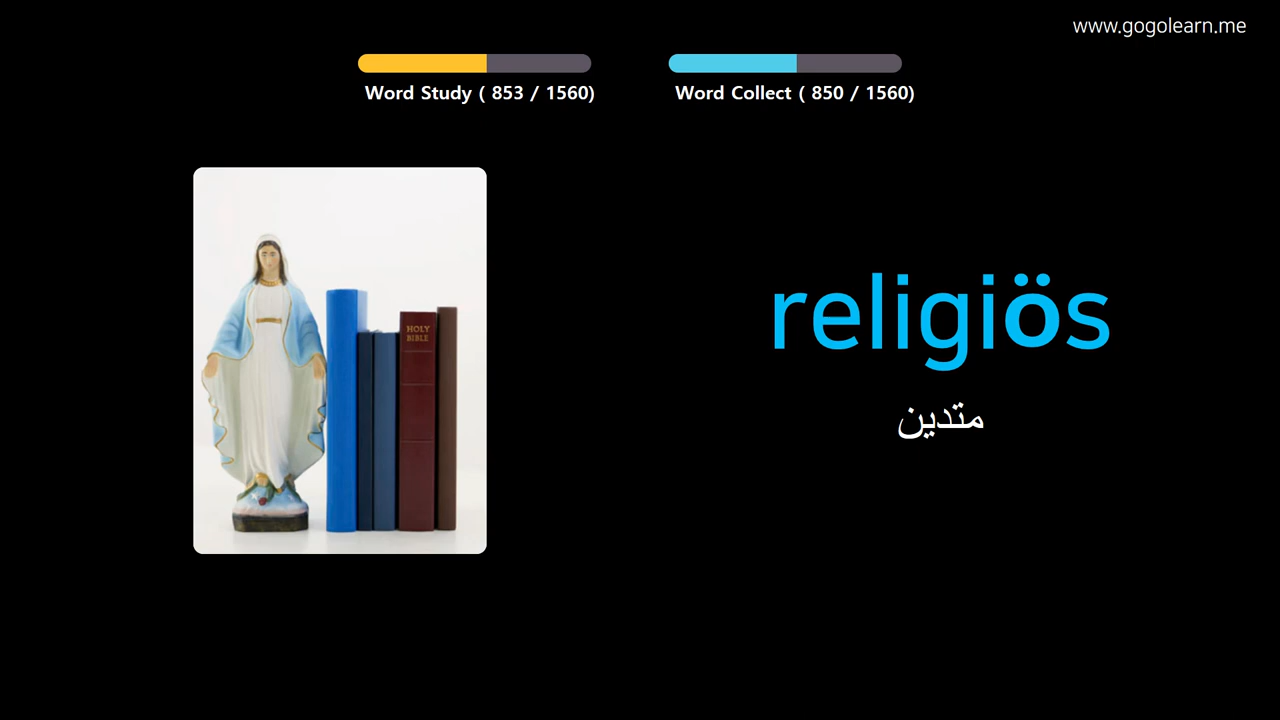 www.gogolearn.me
Word Study ( 853 / 1560)
Word Collect ( 850 / 1560)
HOLY
BIBLE
religiös
متدين